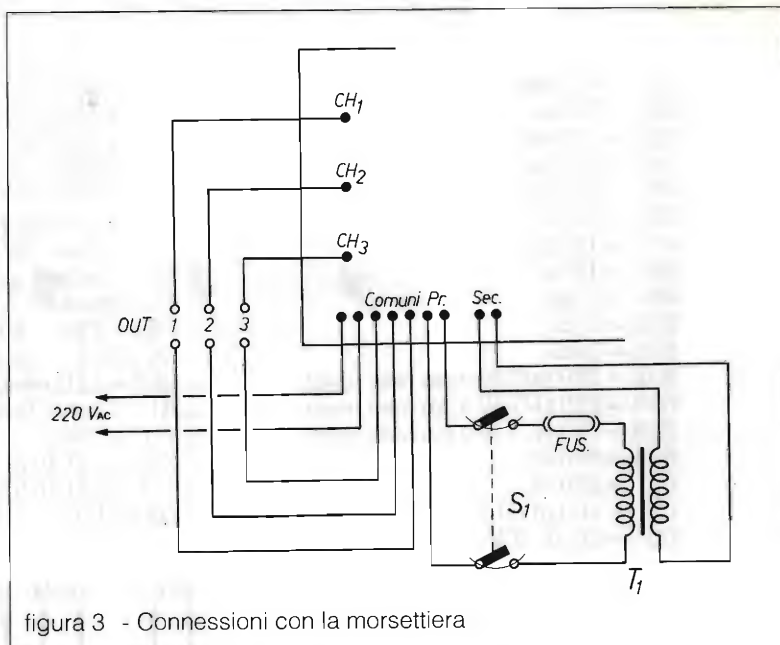 CH1
CH2
CH3
Comuni Pr. Sec.
OUT 1 2 3
220 VAC
FUS.
S1
T1
figura 3 - Connessioni con la morsettiera